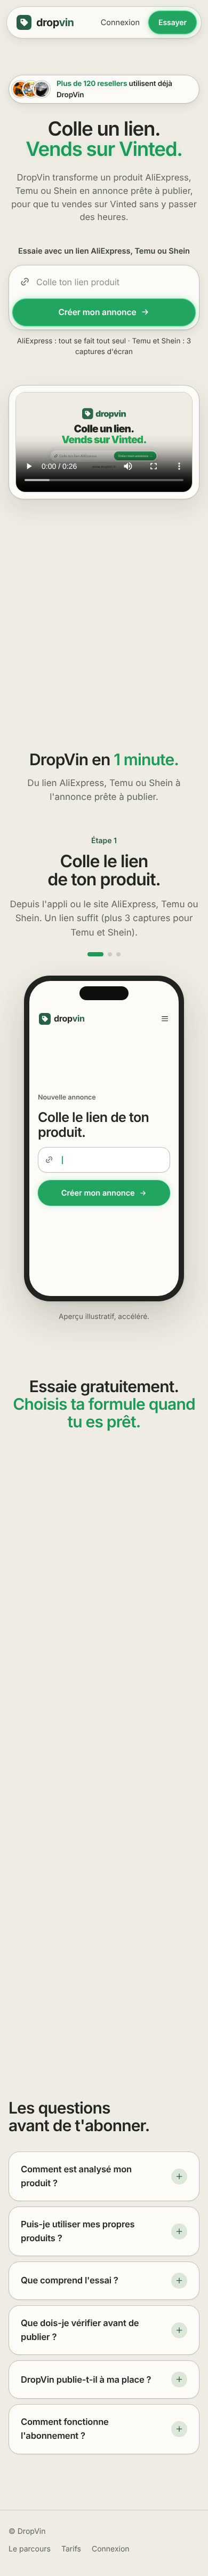 dropvin
Connexion
Essayer
Plus de 120 resellers utilisent déjà
DropVin
Colle un lien.
Vends sur Vinted.
DropVin transforme un produit AliExpress,
Temu ou Shein en annonce prête à publier,
pour que tu vendes sur Vinted sans y passer
des heures.
Essaie avec un lien AliExpress, Temu ou Shein
Colle ton lien produit
Créer mon annonce →
AliExpress : tout se fait tout seul · Temu et Shein : 3
captures d'écran
dropvin
Colle un lien.
Vends sur Vinted.
0:00 / 0:26
DropVin en 1 minute.
Du lien AliExpress, Temu ou Shein à
l'annonce prête à publier.
Étape 1
Colle le lien
de ton produit.
Depuis l'appli ou le site AliExpress, Temu ou
Shein. Un lien suffit (plus 3 captures pour
Temu et Shein).
dropvin
Nouvelle annonce
Colle le lien de ton
produit.
Créer mon annonce →
Aperçu illustratif, accéléré.
Essaie gratuitement.
Choisis ta formule quand
tu es prêt.
Les questions
avant de t'abonner.
Comment est analysé mon
produit ?
Puis-je utiliser mes propres
produits ?
Que comprend l'essai ?
Que dois-je vérifier avant de
publier ?
DropVin publie-t-il à ma place ?
Comment fonctionne
l'abonnement ?
© DropVin
Le parcours
Tarifs
Connexion